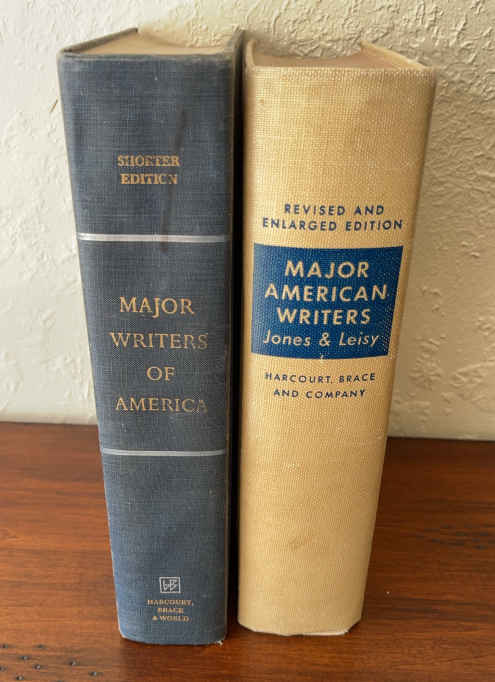 SHORTER
EDITION
MAJOR
WRITERS
OF
AMERICA
HARCOURT,
BRACE
& WORLD
REVISED AND
ENLARGED EDITION
MAJOR
AMERICAN
WRITERS
Jones & Leisy
HARCOURT, BRACE
AND COMPANY